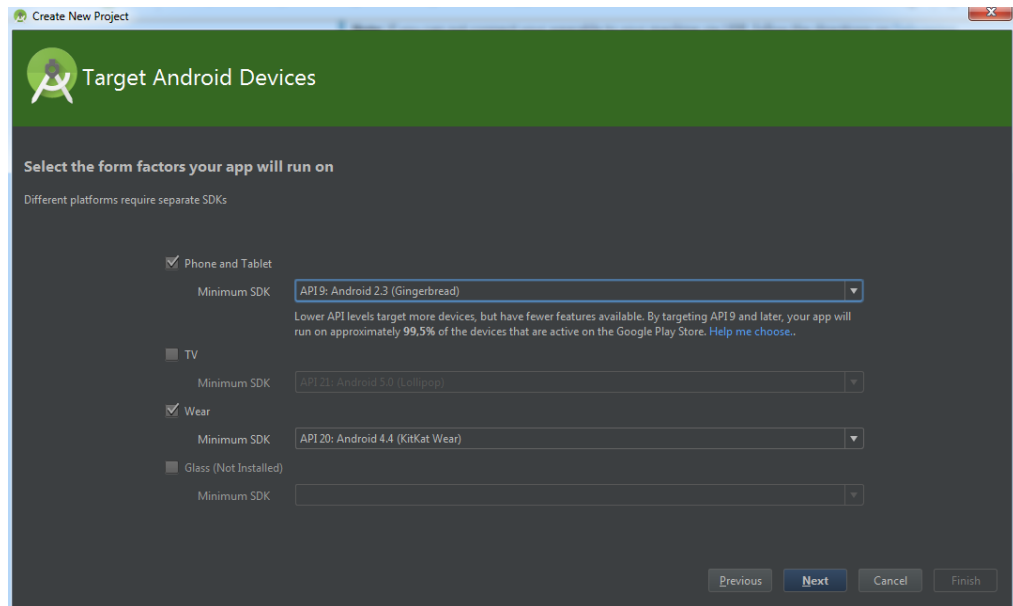 Create New Project
Target Android Devices
Select the form factors your app will run on
Different platforms require separate SDKs
Phone and Tablet
Minimum SDK
API 9: Android 2.3 (Gingerbread)
Lower API levels target more devices, but have fewer features available. By targeting API 9 and later, your app will
run on approximately 99,5% of the devices that are active on the Google Play Store. Help me choose..
TV
Minimum SDK
API 21: Android 5.0 (Lollipop)
Wear
Minimum SDK
API 20: Android 4.4 (KitKat Wear)
Glass (Not Installed)
Minimum SDK
Previous
Next
Cancel
Finish